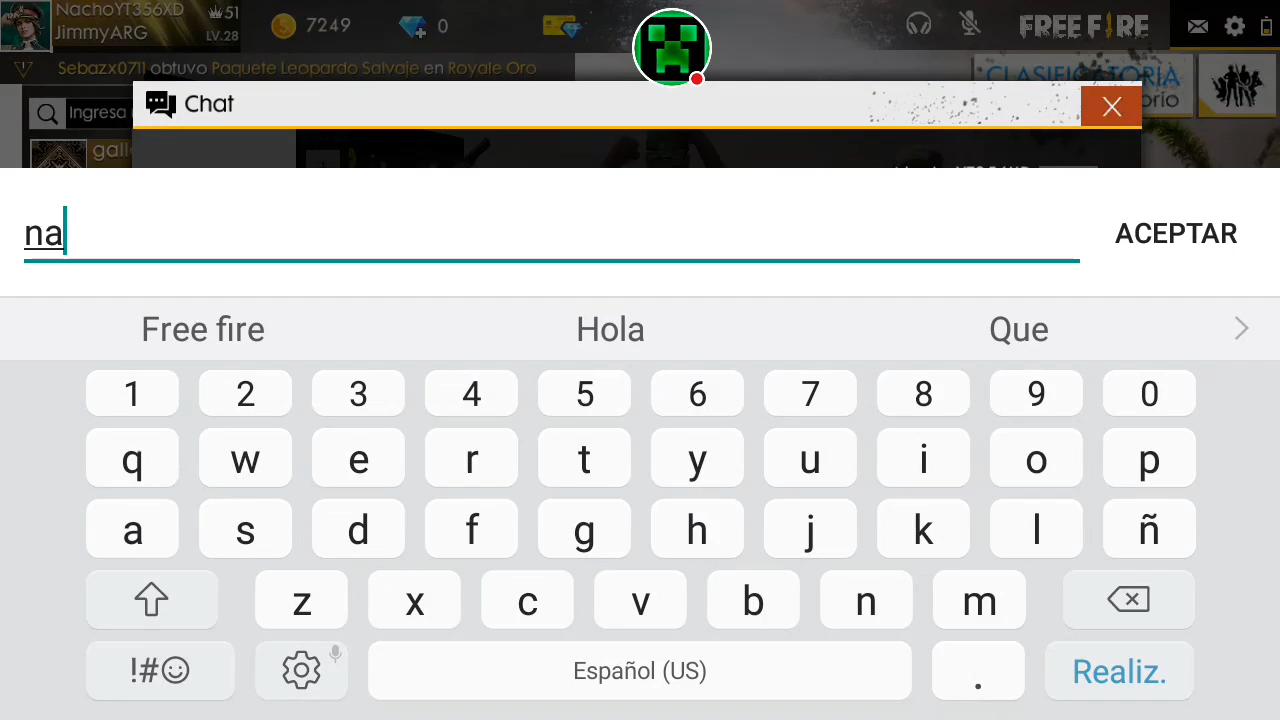 NachoYT356XD
JimmyARG
51
LV.28
7249
0
FREE FIRE
Sebazx0711 obtuvo Paquete Leopardo Salvaje en Royale Oro
CLASIFICATORIA
Ingresa
Chat
gall
na
ACEPTAR
Free fire Hola Que
1 2 3 4 5 6 7 8 9 0
q w e r t y u i o p
a s d f g h j k l ñ
z x c v b n m
!#☺ Español (US) . Realiz.